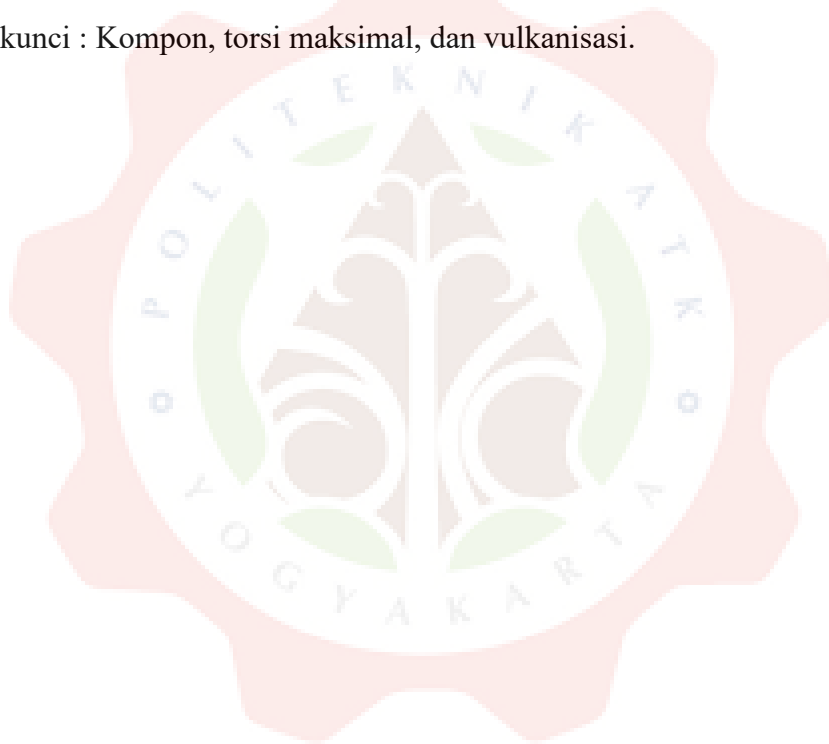 kunci : Kompon, torsi maksimal, dan vulkanisasi.
POLITEKNIK ATK
YOGYAKARTA